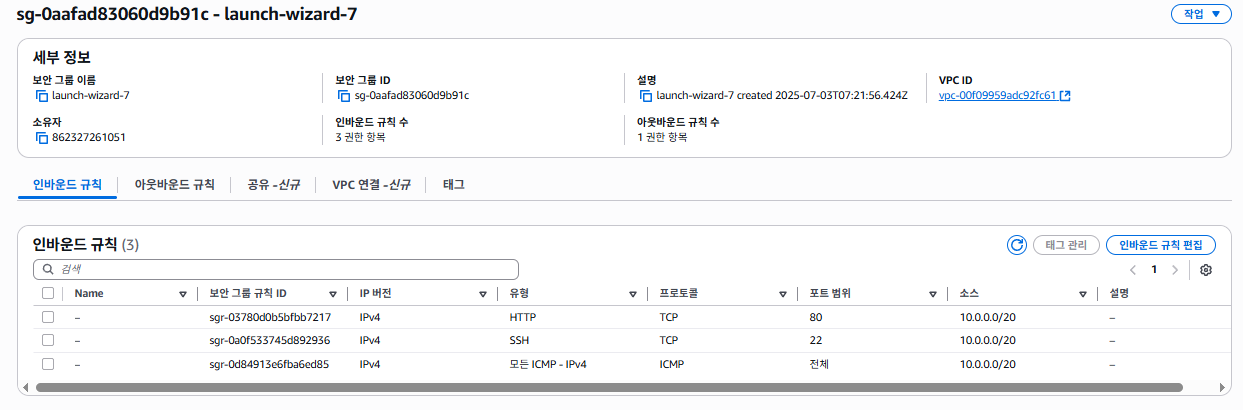 sg-0aafad83060d9b91c - launch-wizard-7
작업
세부 정보
보안 그룹 이름 보안 그룹 ID 설명 VPC ID
launch-wizard-7 sg-0aafad83060d9b91c launch-wizard-7 created 2025-07-03T07:21:56.424Z vpc-00f09959adc92fc61
소유자 인바운드 규칙 수 아웃바운드 규칙 수
862327261051 3 권한 항목 1 권한 항목
인바운드 규칙 아웃바운드 규칙 공유 -신규 VPC 연결 -신규 태그
인바운드 규칙 (3) 태그 관리 인바운드 규칙 편집
검색 1
Name 보안 그룹 규칙 ID IP 버전 유형 프로토콜 포트 범위 소스 설명
– sgr-03780d0b5bfbb7217 IPv4 HTTP TCP 80 10.0.0.0/20 –
– sgr-0a0f533745d892936 IPv4 SSH TCP 22 10.0.0.0/20 –
– sgr-0d84913e6fba6ed85 IPv4 모든 ICMP - IPv4 ICMP 전체 10.0.0.0/20 –